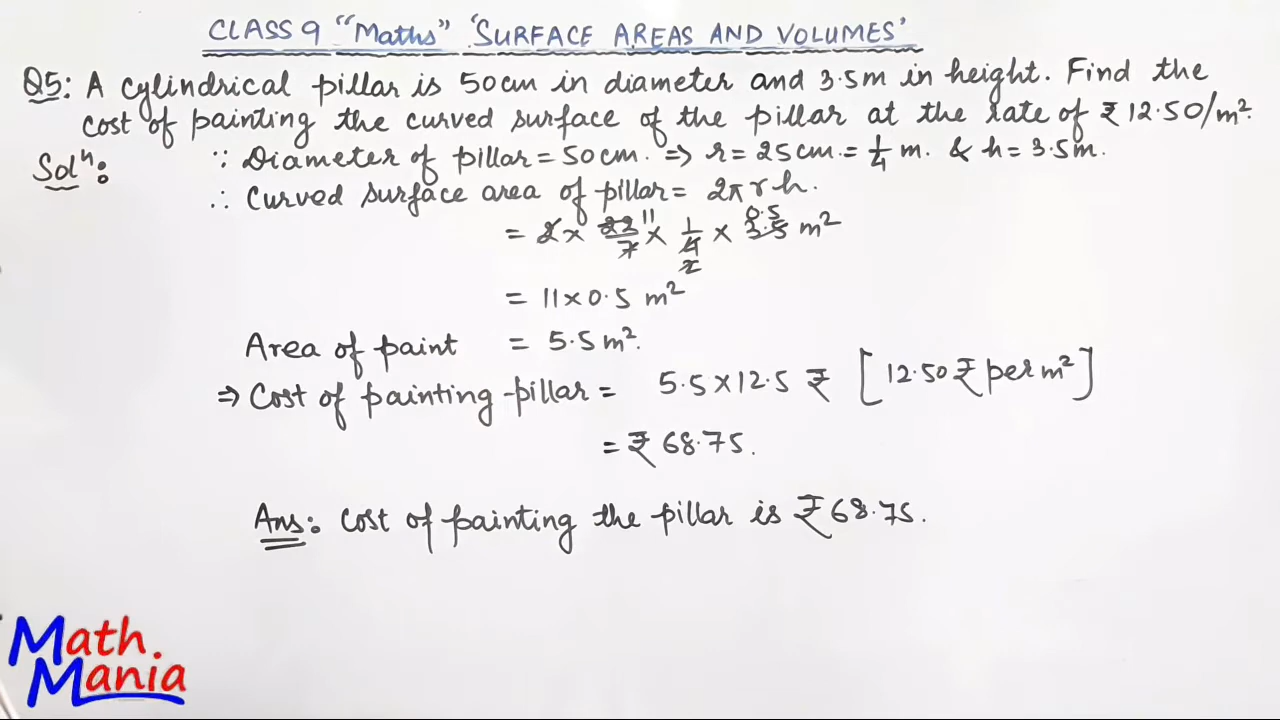 CLASS 9 "Maths" 'SURFACE AREAS AND VOLUMES'
Q5: A cylindrical pillar is 50cm in diameter and 3.5m in height. Find the
cost of painting the curved surface of the pillar at the rate of ₹12.50/m².
Solⁿ: ∵ Diameter of pillar = 50cm. ⇒ r = 25cm. = 1/4 m. & h = 3.5m.
∴ Curved surface area of pillar = 2πrh.
= 2 × 22/7 11 × 1/4 2 × 3.5 0.5 m²
= 11 × 0.5 m²
Area of paint = 5.5m².
⇒ Cost of painting pillar = 5.5 × 12.5 ₹ [12.50₹ per m²]
= ₹ 68.75.
Ans: Cost of painting the pillar is ₹68.75.
Math
Mania